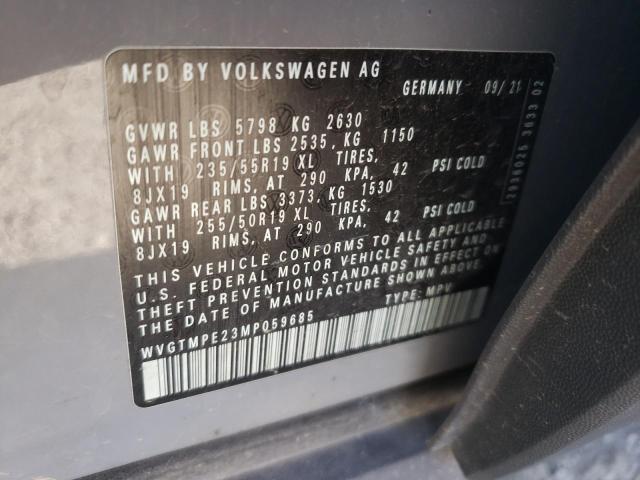 MFD BY VOLKSWAGEN AG
GERMANY 09/21
GVWR LBS 5798 KG 2630
GAWR FRONT LBS 2535, KG 1150
WITH 235/55R19 XL TIRES,
8JX19 RIMS, AT 290 KPA, 42 PSI COLD
GAWR REAR LBS 3373, KG 1530
WITH 255/50R19 XL TIRES,
8JX19 RIMS, AT 290 KPA, 42 PSI COLD
THIS VEHICLE CONFORMS TO ALL APPLICABLE
U.S. FEDERAL MOTOR VEHICLE SAFETY AND
THEFT PREVENTION STANDARDS IN EFFECT ON
THE DATE OF MANUFACTURE SHOWN ABOVE.
WVGTMPE23MP059685 TYPE: MPV
3633 02